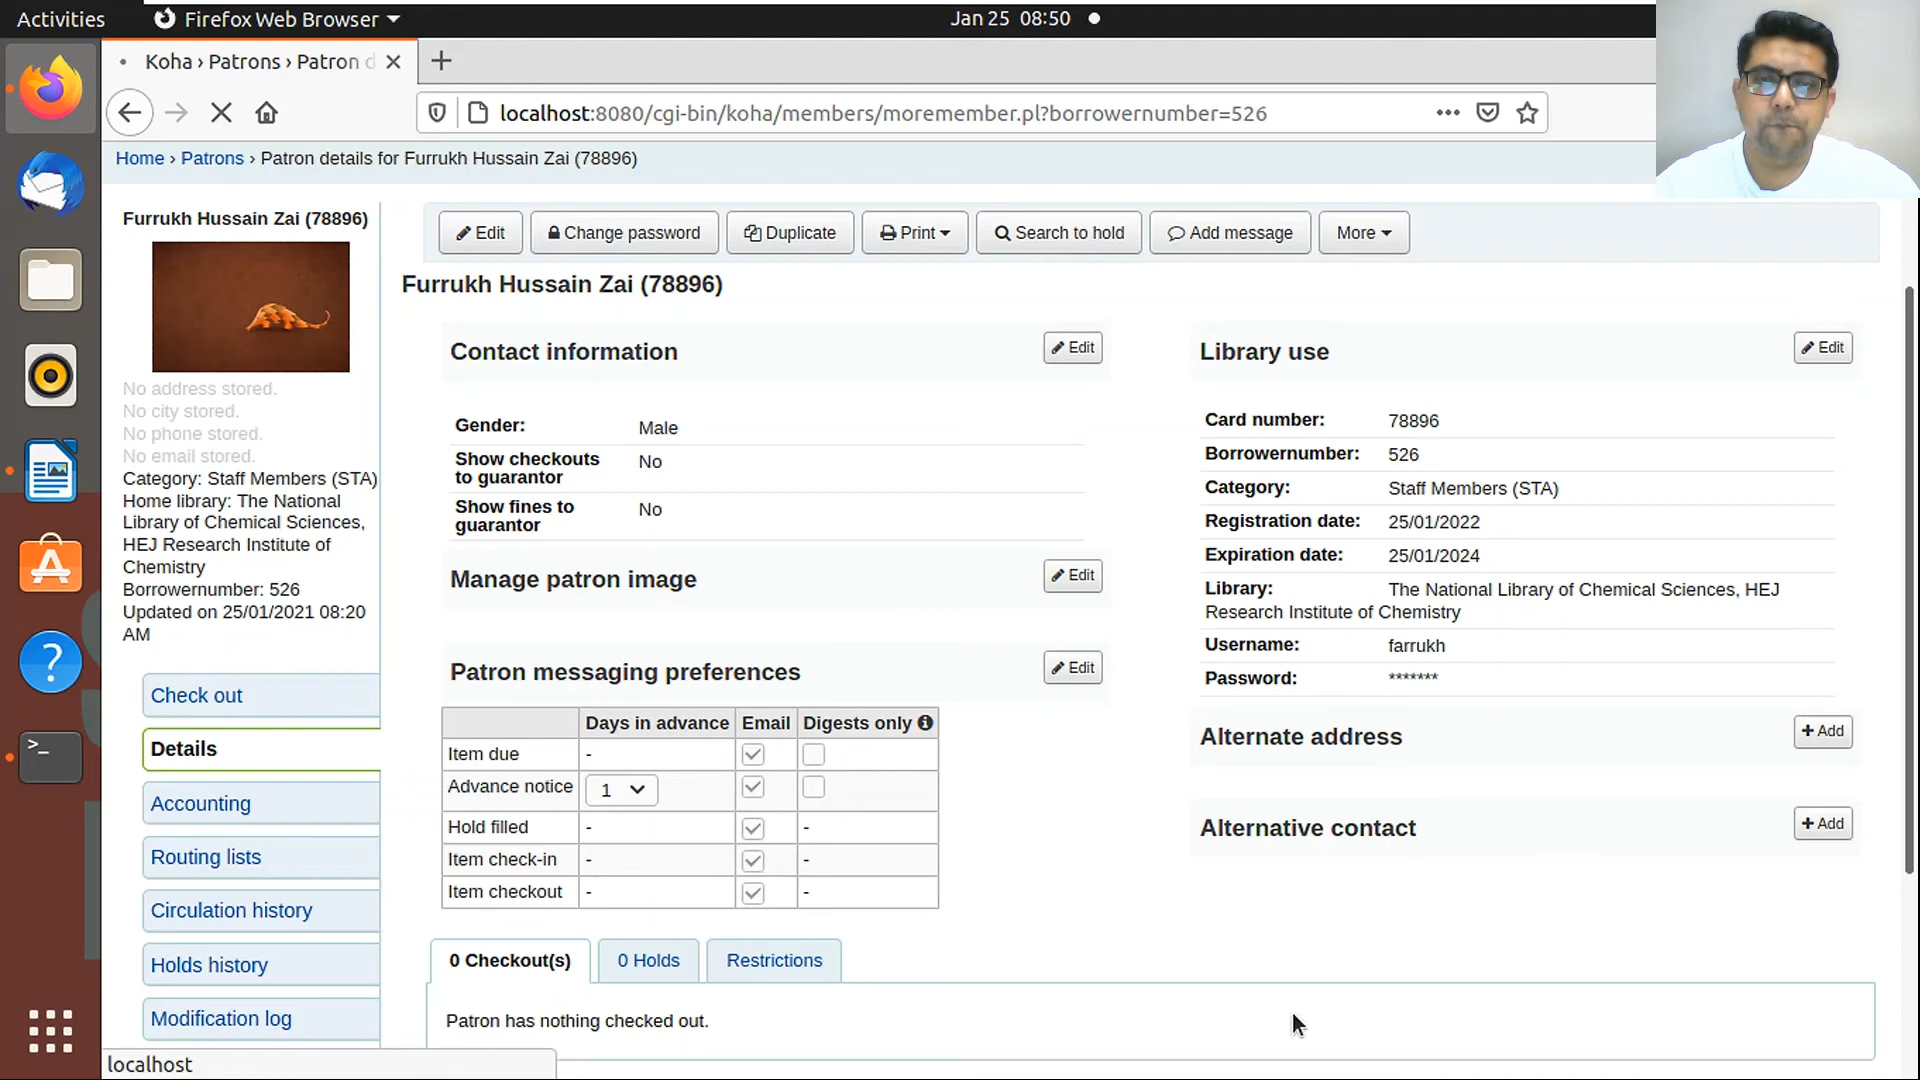 Activities
Firefox Web Browser
Jan 25 08:50
Koha › Patrons › Patron d
localhost:8080/cgi-bin/koha/members/moremember.pl?borrowernumber=526
Home › Patrons › Patron details for Furrukh Hussain Zai (78896)
Furrukh Hussain Zai (78896)
No address stored.
No city stored.
No phone stored.
No email stored.
Category: Staff Members (STA)
Home library: The National
Library of Chemical Sciences,
HEJ Research Institute of
Chemistry
Borrowernumber: 526
Updated on 25/01/2021 08:20
AM
Check out
Details
Accounting
Routing lists
Circulation history
Holds history
Modification log
Edit
Change password
Duplicate
Print
Search to hold
Add message
More
Furrukh Hussain Zai (78896)
Contact information
Edit
Gender: Male
Show checkouts
to guarantor
No
Show fines to
guarantor
No
Manage patron image
Edit
Patron messaging preferences
Edit
Days in advance Email Digests only
Item due -
Advance notice 1
Hold filled - -
Item check-in - -
Item checkout - -
Library use
Edit
Card number: 78896
Borrowernumber: 526
Category: Staff Members (STA)
Registration date: 25/01/2022
Expiration date: 25/01/2024
Library: The National Library of Chemical Sciences, HEJ
Research Institute of Chemistry
Username: farrukh
Password: *******
Alternate address
+ Add
Alternative contact
+ Add
0 Checkout(s)
0 Holds
Restrictions
Patron has nothing checked out.
localhost